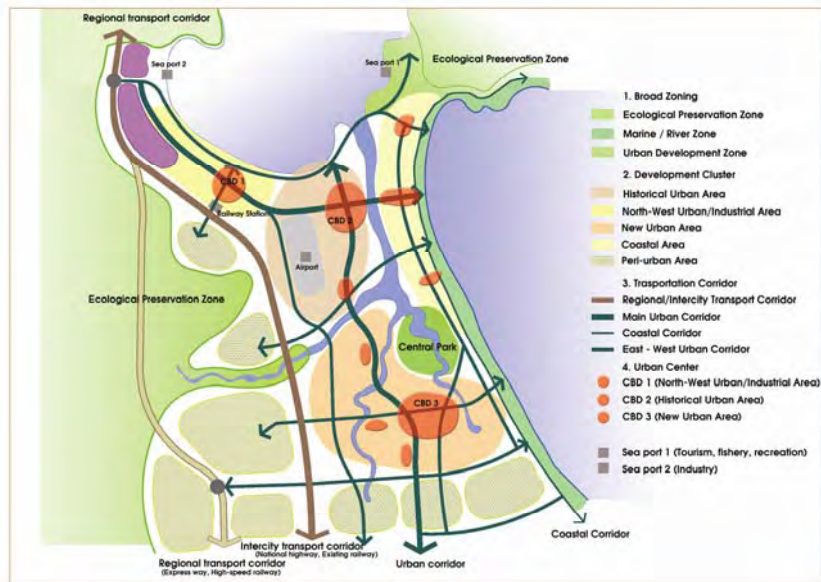 Regional transport corridor
Sea port 2
Sea port 1
Ecological Preservation Zone
CBD 1
Railway Station
CBD 2
Airport
Ecological Preservation Zone
Central Park
CBD 3
Intercity transport corridor
(National highway, Existing railway)
Regional transport corridor
(Express way, High-speed railway)
Urban corridor
Coastal Corridor
1. Broad Zoning
Ecological Preservation Zone
Marine / River Zone
Urban Development Zone
2. Development Cluster
Historical Urban Area
North-West Urban/Industrial Area
New Urban Area
Coastal Area
Peri-urban Area
3. Trasportation Corridor
Regional/Intercity Transport Corridor
Main Urban Corridor
Coastal Corridor
East - West Urban Corridor
4. Urban Center
CBD 1 (North-West Urban/Industrial Area)
CBD 2 (Historical Urban Area)
CBD 3 (New Urban Area)
Sea port 1 (Tourism, fishery, recreation)
Sea port 2 (Industry)